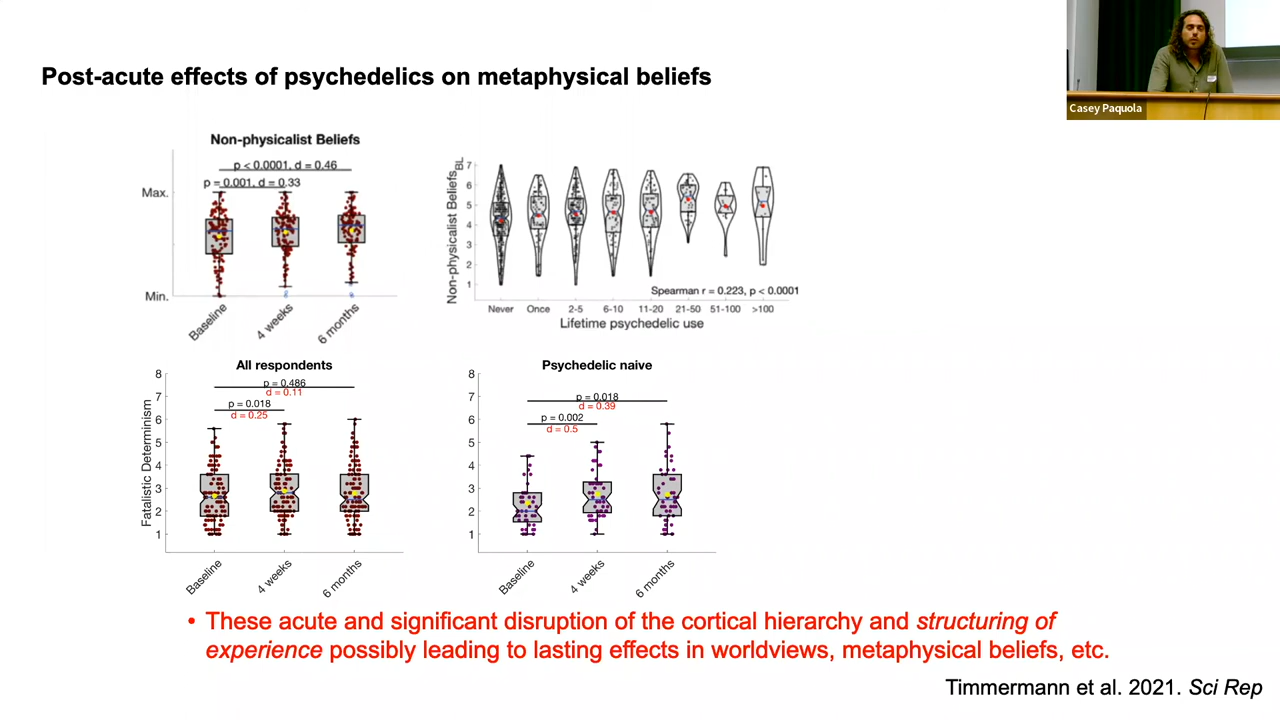 Post-acute effects of psychedelics on metaphysical beliefs
Casey Paquola
Non-physicalist Beliefs
p < 0.0001, d = 0.46
p = 0.001, d = 0.33
Max.
Min.
Baseline
4 weeks
6 months
Non-physicalist Beliefs BL
7
6
5
4
3
2
1
Spearman r = 0.223, p < 0.0001
Never
Once
2-5
6-10
11-20
21-50
51-100
>100
Lifetime psychedelic use
All respondents
p = 0.486
d = 0.11
p = 0.018
d = 0.25
Fatalistic Determinism
8
7
6
5
4
3
2
1
Baseline
4 weeks
6 months
Psychedelic naive
p = 0.018
d = 0.39
p = 0.002
d = 0.5
8
7
6
5
4
3
2
1
Baseline
4 weeks
6 months
• These acute and significant disruption of the cortical hierarchy and structuring of
experience possibly leading to lasting effects in worldviews, metaphysical beliefs, etc.
Timmermann et al. 2021. Sci Rep